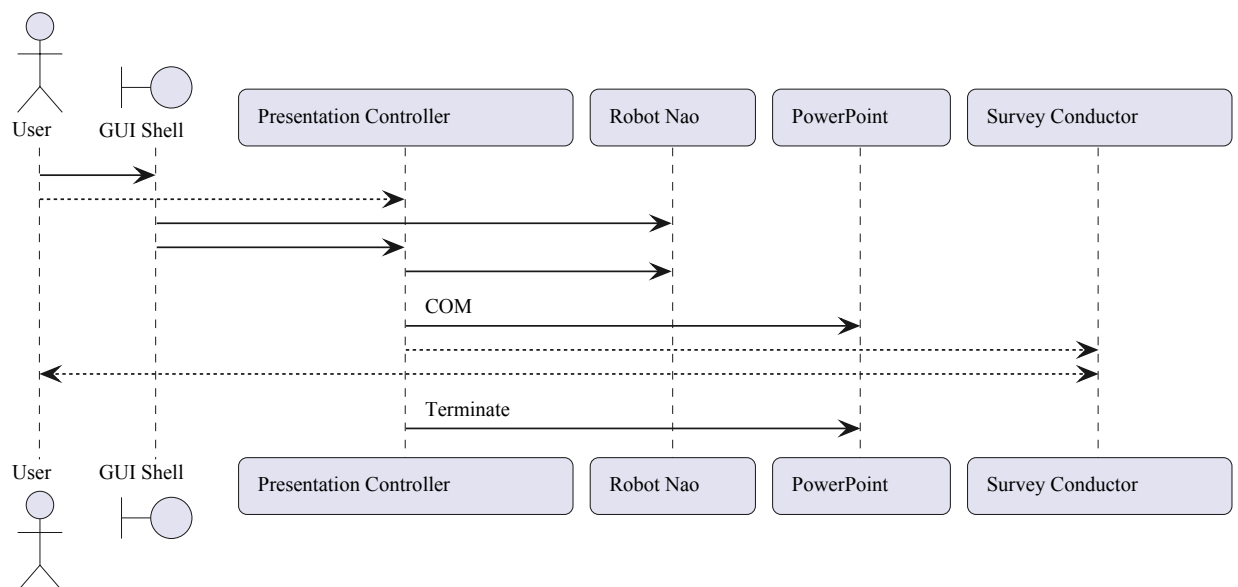 User
GUI Shell
Presentation Controller
Robot Nao
PowerPoint
Survey Conductor
COM
Terminate
User
GUI Shell
Presentation Controller
Robot Nao
PowerPoint
Survey Conductor